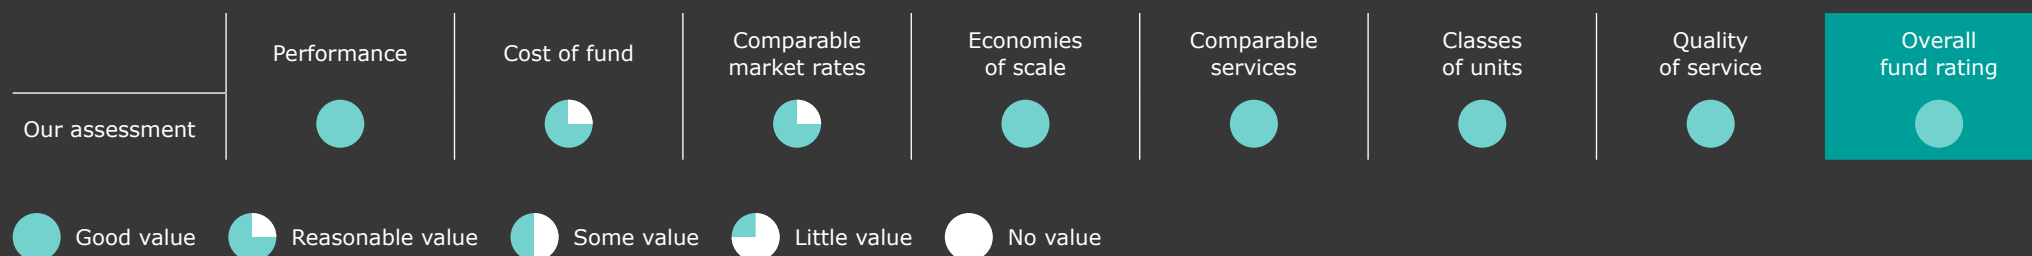 Performance
Cost of fund
Comparable
market rates
Economies
of scale
Comparable
services
Classes
of units
Quality
of service
Overall
fund rating
Our assessment
Good value
Reasonable value
Some value
Little value
No value